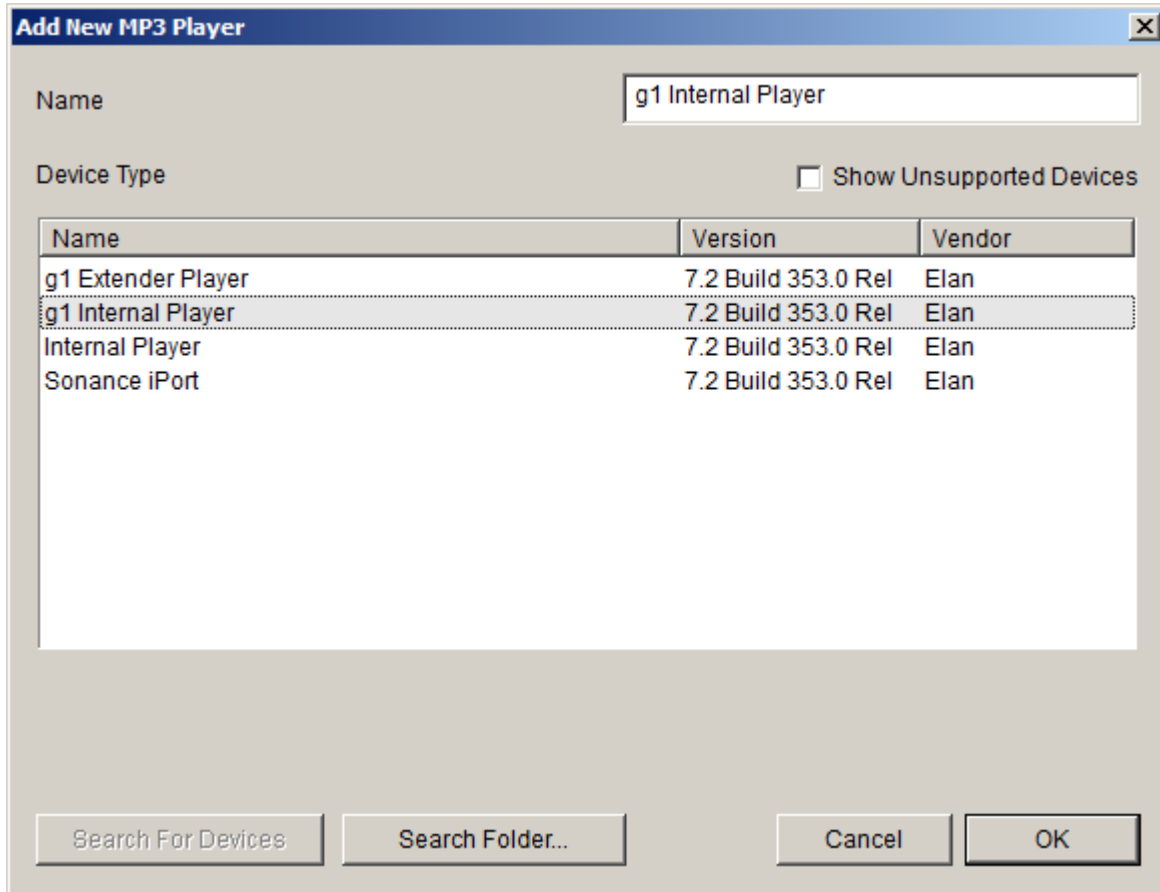 Add New MP3 Player
Name g1 Internal Player
Device Type Show Unsupported Devices
Name Version Vendor
g1 Extender Player 7.2 Build 353.0 Rel Elan
g1 Internal Player 7.2 Build 353.0 Rel Elan
Internal Player 7.2 Build 353.0 Rel Elan
Sonance iPort 7.2 Build 353.0 Rel Elan
Search For Devices Search Folder... Cancel OK